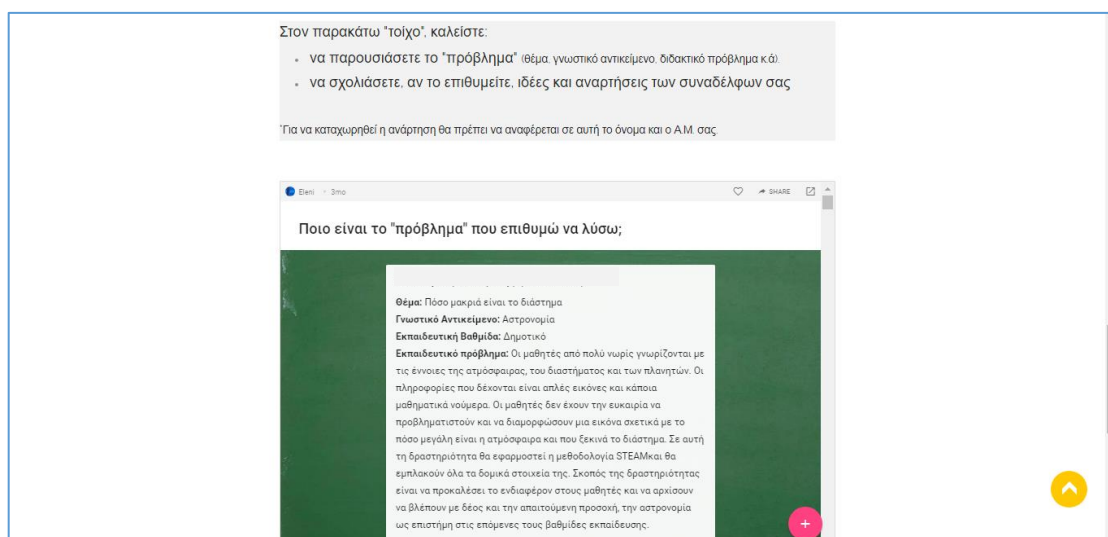 Στον παρακάτω "τοίχο", καλείστε:
• να παρουσιάσετε το "πρόβλημα" (θέμα, γνωστικό αντικείμενο, διδακτικό πρόβλημα κ.ά).
• να σχολιάσετε, αν το επιθυμείτε, ιδέες και αναρτήσεις των συναδέλφων σας
*Για να καταχωρηθεί η ανάρτηση θα πρέπει να αναφέρεται σε αυτή το όνομα και ο Α.Μ. σας.
Eleni • 3mo SHARE
Ποιο είναι το "πρόβλημα" που επιθυμώ να λύσω;
Θέμα: Πόσο μακριά είναι το διάστημα
Γνωστικό Αντικείμενο: Αστρονομία
Εκπαιδευτική Βαθμίδα: Δημοτικό
Εκπαιδευτικό πρόβλημα: Οι μαθητές από πολύ νωρίς γνωρίζονται με
τις έννοιες της ατμόσφαιρας, του διαστήματος και των πλανητών. Οι
πληροφορίες που δέχονται είναι απλές εικόνες και κάποια
μαθηματικά νούμερα. Οι μαθητές δεν έχουν την ευκαιρία να
προβληματιστούν και να διαμορφώσουν μια εικόνα σχετικά με το
πόσο μεγάλη είναι η ατμόσφαιρα και που ξεκινά το διάστημα. Σε αυτή
τη δραστηριότητα θα εφαρμοστεί η μεθοδολογία STEAMκαι θα
εμπλακούν όλα τα δομικά στοιχεία της. Σκοπός της δραστηριότητας
είναι να προκαλέσει το ενδιαφέρον στους μαθητές και να αρχίσουν
να βλέπουν με δέος και την απαιτούμενη προσοχή, την αστρονομία
ως επιστήμη στις επόμενες τους βαθμίδες εκπαίδευσης.